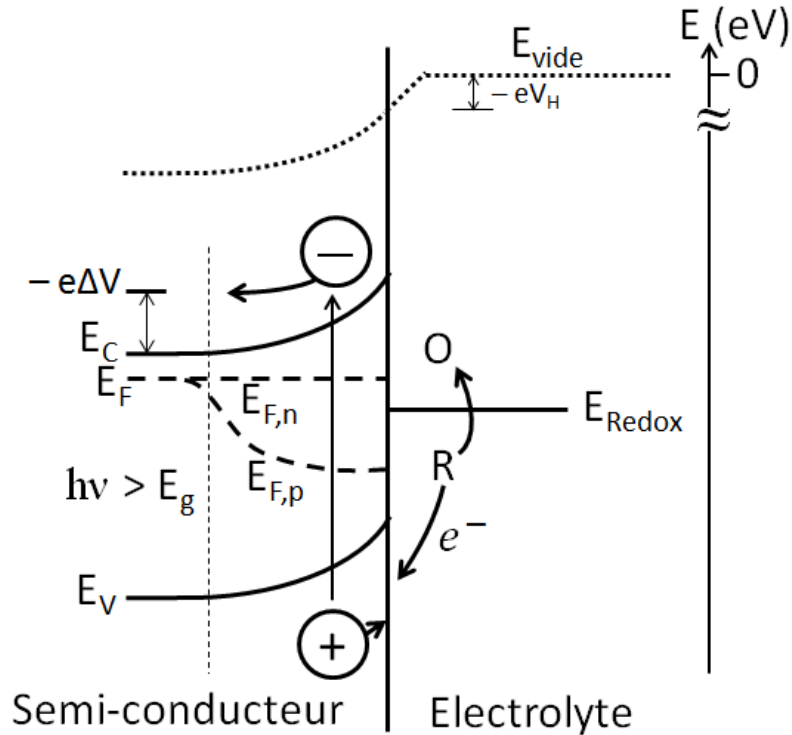 E (eV)
E_vide
0
– eV_H
—
– eΔV
E_C
O
E_F
E_F,n
E_Redox
R
E_F,p
hν > E_g
e⁻
E_V
+
Semi-conducteur
Electrolyte